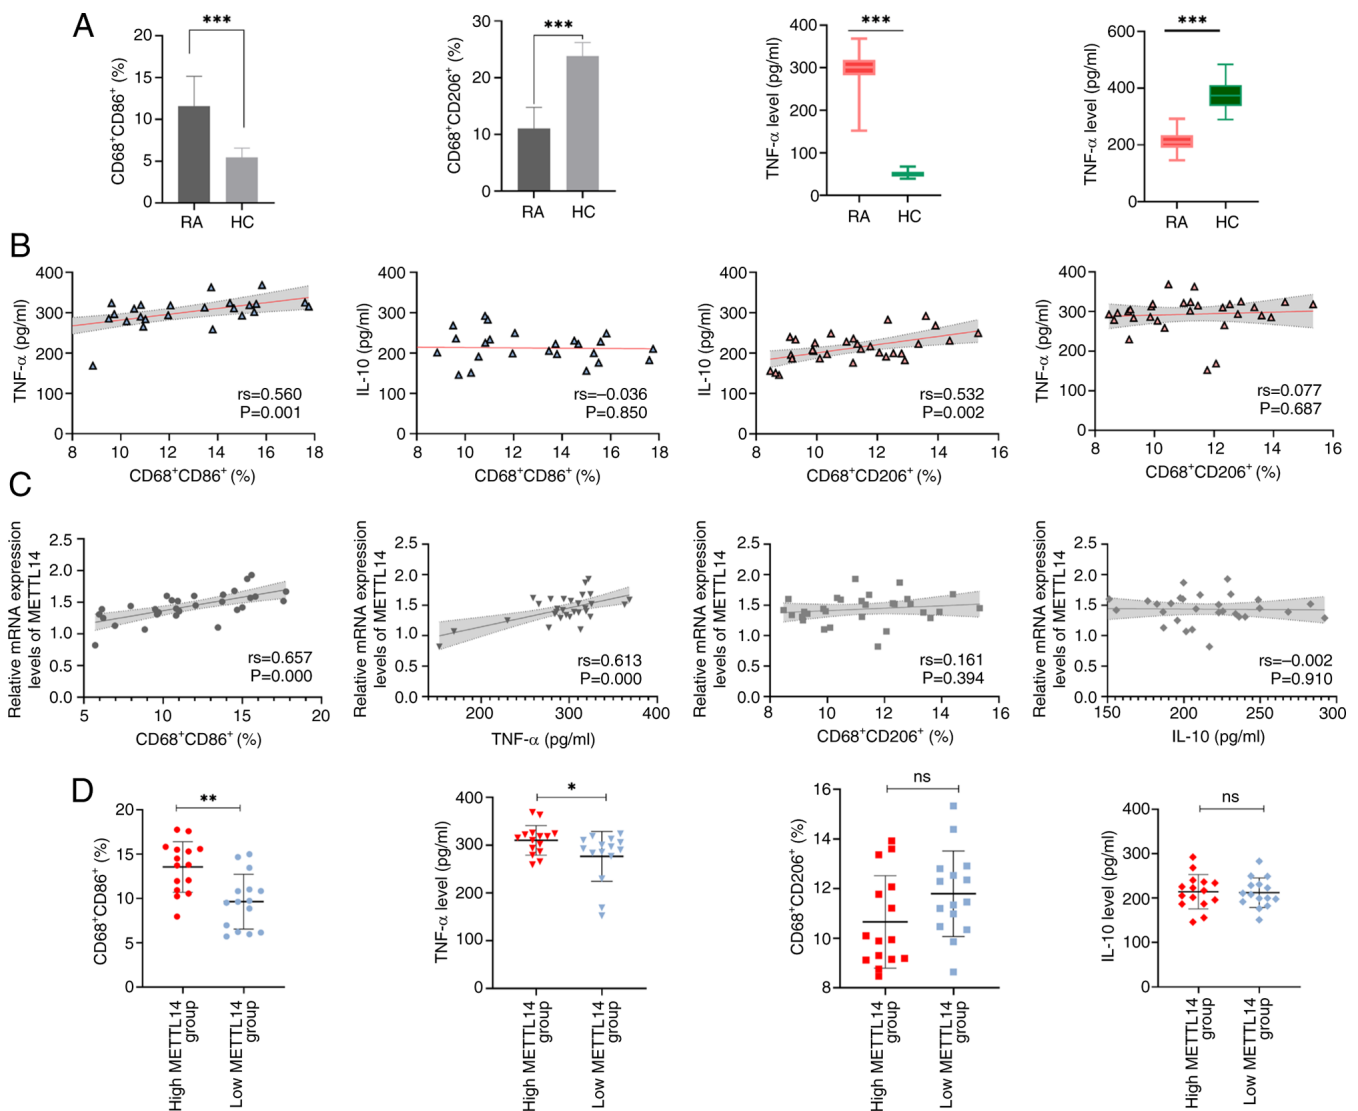 A
***
20
15
10
5
0
CD68+CD86+ (%)
RA HC
***
30
20
10
0
CD68+CD206+ (%)
RA HC
***
400
300
200
100
0
TNF-α level (pg/ml)
RA HC
***
600
400
200
0
TNF-α level (pg/ml)
RA HC
B
400
300
200
100
0
TNF-α (pg/ml)
rs=0.560
P=0.001
8 10 12 14 16 18
CD68+CD86+ (%)
400
300
200
100
0
IL-10 (pg/ml)
rs=−0.036
P=0.850
8 10 12 14 16 18
CD68+CD86+ (%)
400
300
200
100
0
IL-10 (pg/ml)
rs=0.532
P=0.002
8 10 12 14 16
CD68+CD206+ (%)
400
300
200
100
0
TNF-α (pg/ml)
rs=0.077
P=0.687
8 10 12 14 16
CD68+CD206+ (%)
C
2.5
2.0
1.5
1.0
0.5
0.0
Relative mRNA expression
levels of METTL14
rs=0.657
P=0.000
5 10 15 20
CD68+CD86+ (%)
2.5
2.0
1.5
1.0
0.5
0.0
Relative mRNA expression
levels of METTL14
rs=0.613
P=0.000
200 300 400
TNF-α (pg/ml)
2.5
2.0
1.5
1.0
0.5
0.0
Relative mRNA expression
levels of METTL14
rs=0.161
P=0.394
8 10 12 14 16
CD68+CD206+ (%)
2.5
2.0
1.5
1.0
0.5
0.0
Relative mRNA expression
levels of METTL14
rs=−0.002
P=0.910
150 200 250 300
IL-10 (pg/ml)
D
**
20
15
10
5
0
CD68+CD86+ (%)
High METTL14
group
Low METTL14
group
*
400
300
200
100
0
TNF-α level (pg/ml)
High METTL14
group
Low METTL14
group
ns
16
14
12
10
8
CD68+CD206+ (%)
High METTL14
group
Low METTL14
group
ns
400
300
200
100
0
IL-10 level (pg/ml)
High METTL14
group
Low METTL14
group